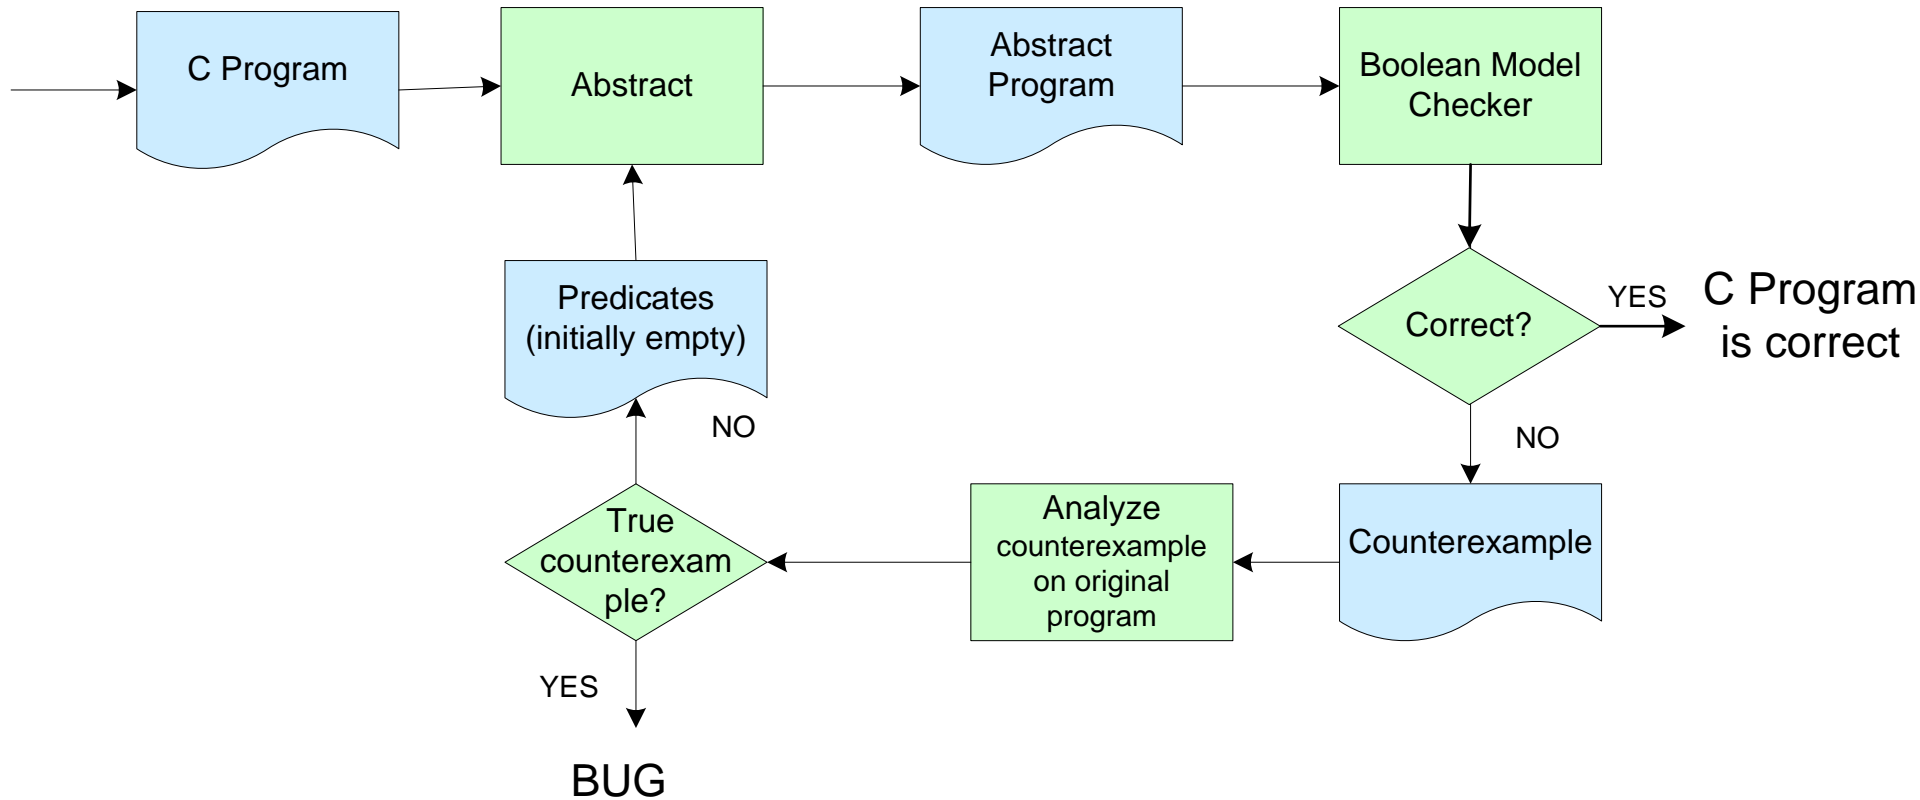 C Program
Abstract
Abstract
Program
Boolean Model
Checker
Predicates
(initially empty)
Correct?
YES
C Program
is correct
NO
NO
True
counterexam
ple?
Analyze
counterexample
on original
program
Counterexample
YES
BUG